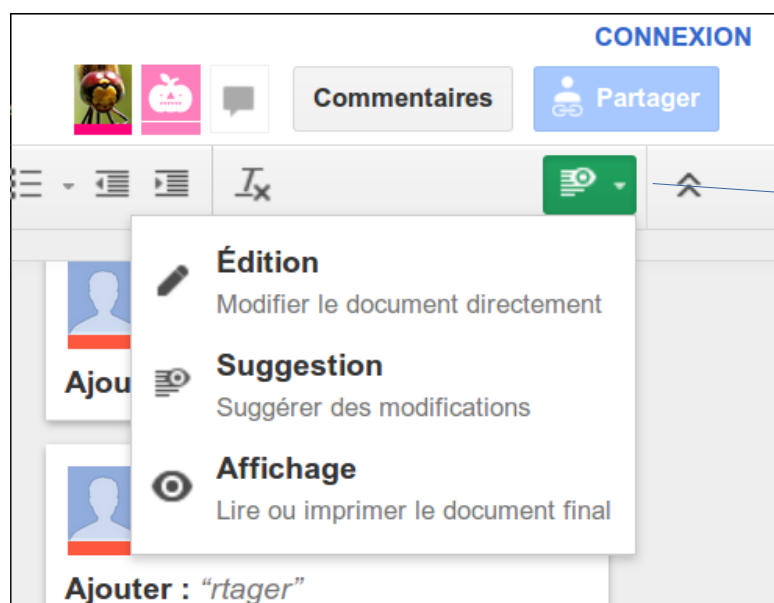 CONNEXION
Commentaires
Partager
Édition
Modifier le document directement
Suggestion
Ajou
Suggérer des modifications
Affichage
Lire ou imprimer le document final
Ajouter : “rtager”